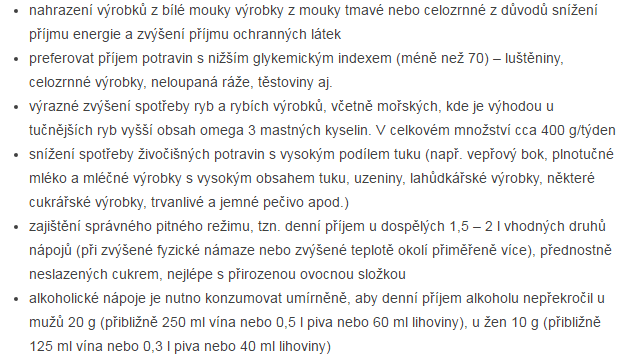 • nahrazení výrobků z bílé mouky výrobky z mouky tmavé nebo celozrnné z důvodů snížení
příjmu energie a zvýšení příjmu ochranných látek
• preferovat příjem potravin s nižším glykemickým indexem (méně než 70) – luštěniny,
celozrnné výrobky, neloupaná ráže, těstoviny aj.
• výrazné zvýšení spotřeby ryb a rybích výrobků, včetně mořských, kde je výhodou u
tučnějších ryb vyšší obsah omega 3 mastných kyselin. V celkovém množství cca 400 g/týden
• snížení spotřeby živočišných potravin s vysokým podílem tuku (např. vepřový bok, plnotučné
mléko a mléčné výrobky s vysokým obsahem tuku, uzeniny, lahůdkářské výrobky, některé
cukrářské výrobky, trvanlivé a jemné pečivo apod.)
• zajištění správného pitného režimu, tzn. denní příjem u dospělých 1,5 – 2 l vhodných druhů
nápojů (při zvýšené fyzické námaze nebo zvýšené teplotě okolí přiměřeně více), přednostně
neslazených cukrem, nejlépe s přirozenou ovocnou složkou
• alkoholické nápoje je nutno konzumovat umírněně, aby denní příjem alkoholu nepřekročil u
mužů 20 g (přibližně 250 ml vína nebo 0,5 l piva nebo 60 ml lihoviny), u žen 10 g (přibližně
125 ml vína nebo 0,3 l piva nebo 40 ml lihoviny)